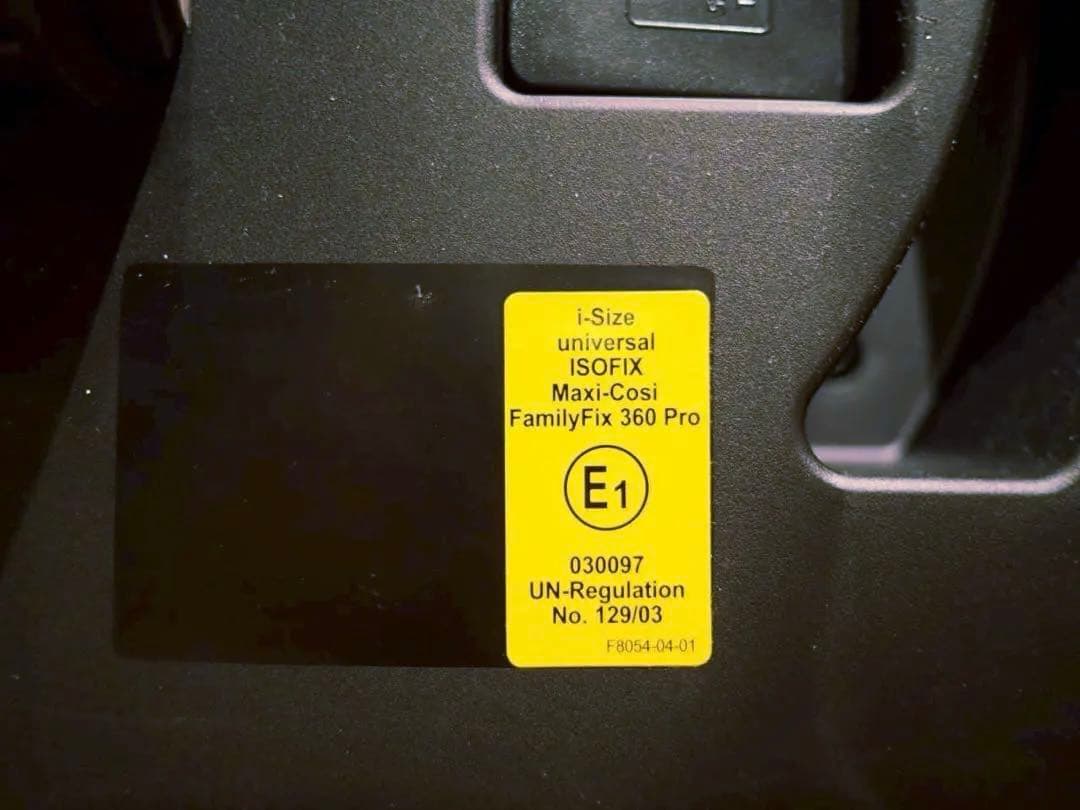 i-Size
universal
ISOFIX
Maxi-Cosi
FamilyFix 360 Pro
E1
030097
UN-Regulation
No. 129/03
F8054-04-01